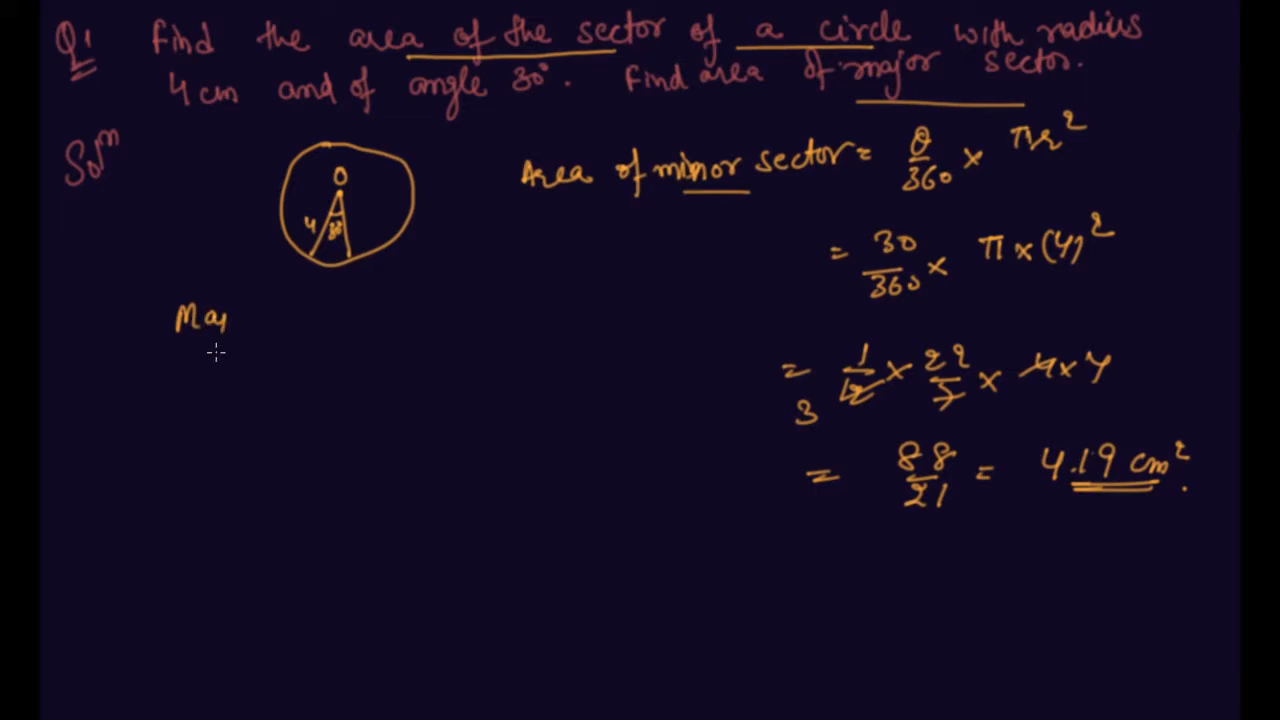 Q1 Find the area of the sector of a circle with radius
4 cm and of angle 30°. Find area of major sector.
Solⁿ
O
4 30
Area of minor sector = θ/360 × πr²
= 30/360 × π × (4)²
= 1/12 × 22/7 × 4 × 4
3
= 88/21 = 4.19 cm².
Maj